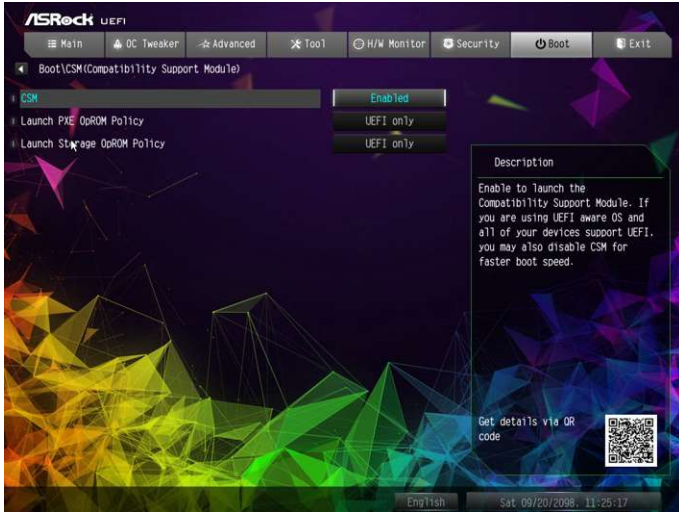 ASRock UEFI
Main OC Tweaker Advanced Tool H/W Monitor Security Boot Exit
Boot\CSM(Compatibility Support Module)
CSM Enabled
Launch PXE OpROM Policy UEFI only
Launch Storage OpROM Policy UEFI only
Description
Enable to launch the
Compatibility Support Module. If
you are using UEFI aware OS and
all of your devices support UEFI.
you may also disable CSM for
faster boot speed.
Get details via QR
code
English Sat 09/20/2098. 11:25:17